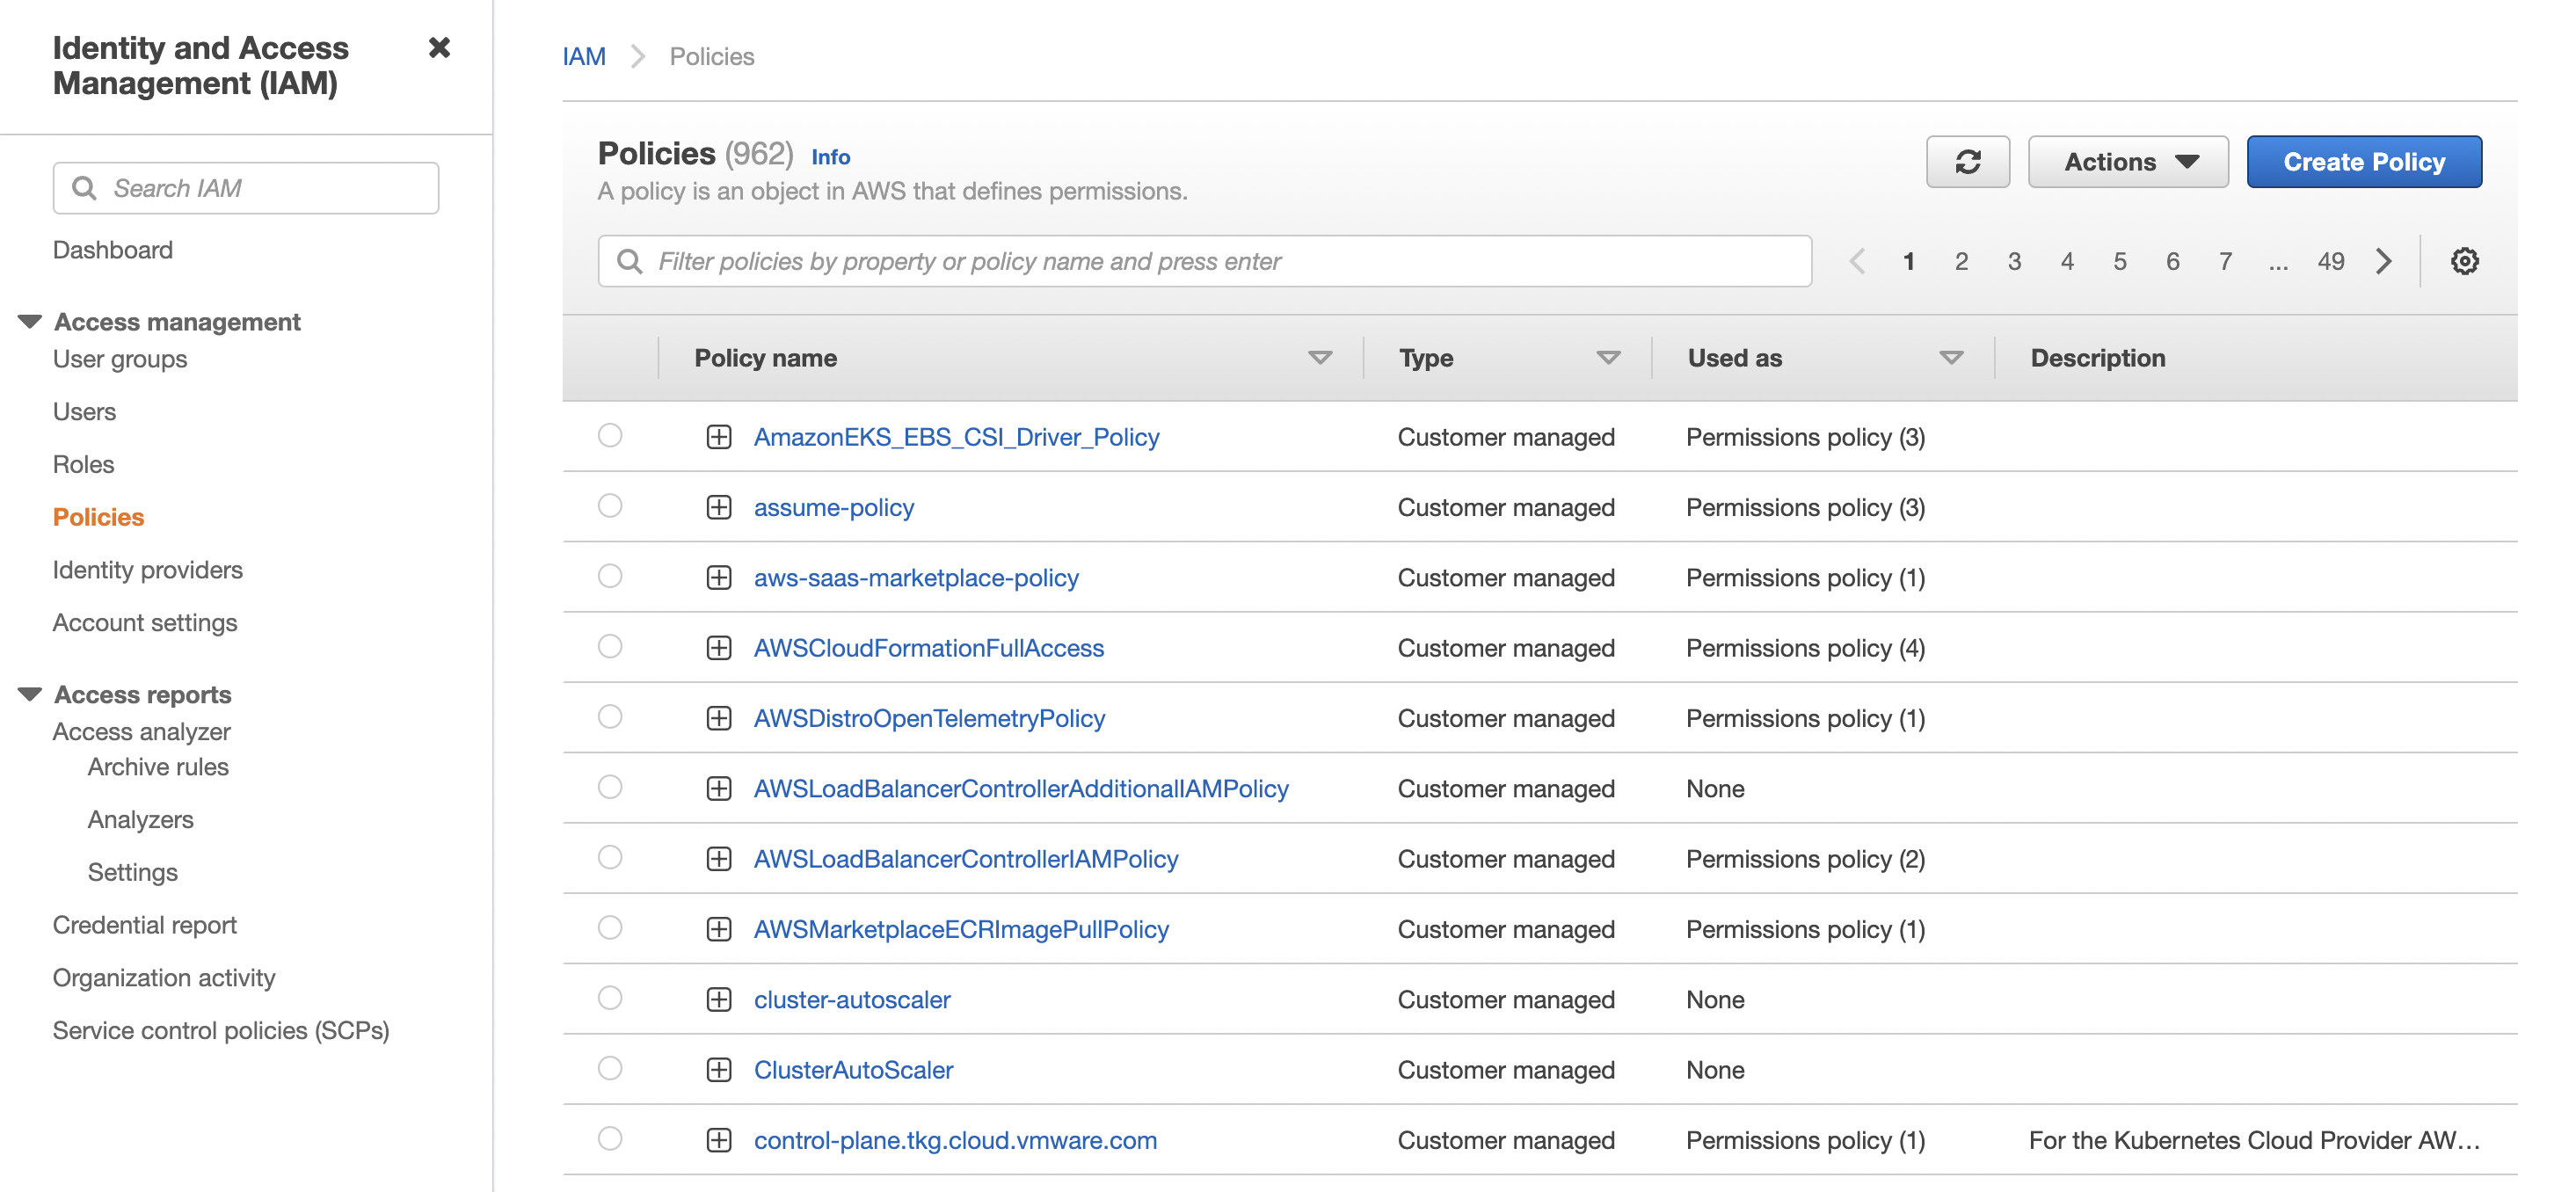 Identity and Access
Management (IAM)
Search IAM
Dashboard
Access management
User groups
Users
Roles
Policies
Identity providers
Account settings
Access reports
Access analyzer
Archive rules
Analyzers
Settings
Credential report
Organization activity
Service control policies (SCPs)
IAM Policies
Policies (962) Info
A policy is an object in AWS that defines permissions.
Actions Create Policy
Filter policies by property or policy name and press enter 1 2 3 4 5 6 7 ... 49
Policy name Type Used as Description
AmazonEKS_EBS_CSI_Driver_Policy Customer managed Permissions policy (3)
assume-policy Customer managed Permissions policy (3)
aws-saas-marketplace-policy Customer managed Permissions policy (1)
AWSCloudFormationFullAccess Customer managed Permissions policy (4)
AWSDistroOpenTelemetryPolicy Customer managed Permissions policy (1)
AWSLoadBalancerControllerAdditionalIAMPolicy Customer managed None
AWSLoadBalancerControllerIAMPolicy Customer managed Permissions policy (2)
AWSMarketplaceECRImagePullPolicy Customer managed Permissions policy (1)
cluster-autoscaler Customer managed None
ClusterAutoScaler Customer managed None
control-plane.tkg.cloud.vmware.com Customer managed Permissions policy (1) For the Kubernetes Cloud Provider AW...